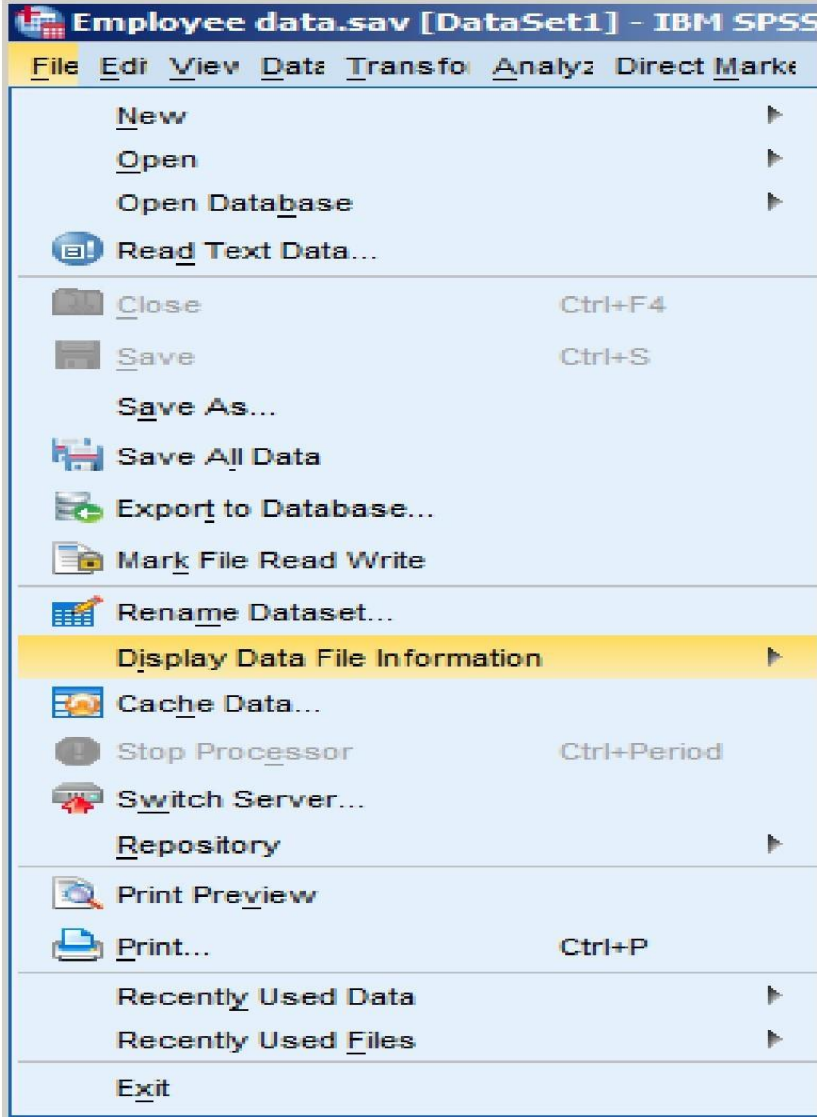 Employee data.sav [DataSet1] - IBM SPSS
File Edi View Data Transfo Analyz Direct Marke
New
Open
Open Database
Read Text Data...
Close Ctrl+F4
Save Ctrl+S
Save As...
Save All Data
Export to Database...
Mark File Read Write
Rename Dataset...
Display Data File Information
Cache Data...
Stop Processor Ctrl+Period
Switch Server...
Repository
Print Preview
Print... Ctrl+P
Recently Used Data
Recently Used Files
Exit